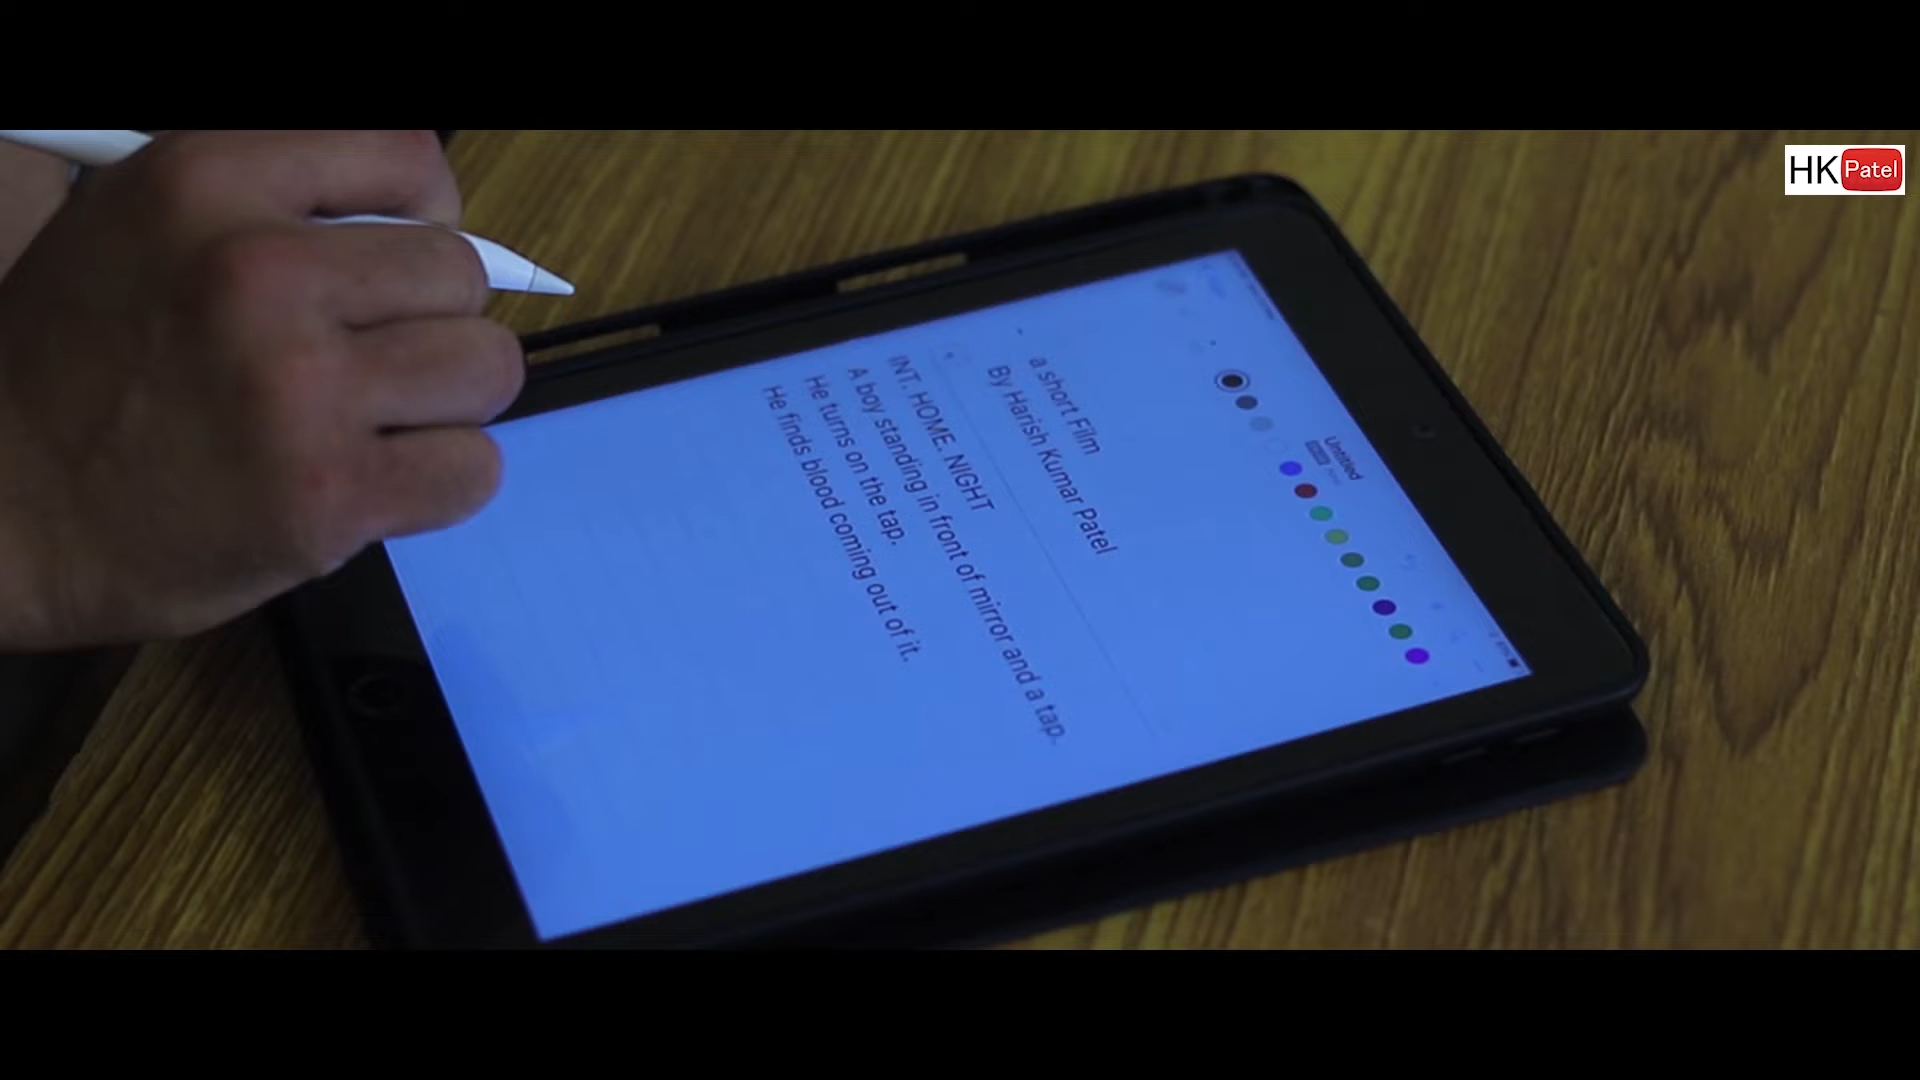 HK Patel
Untitled
a short Film
By Harish Kumar Patel
INT. HOME. NIGHT
A boy standing in front of mirror and a tap.
He turns on the tap.
He finds blood coming out of it.